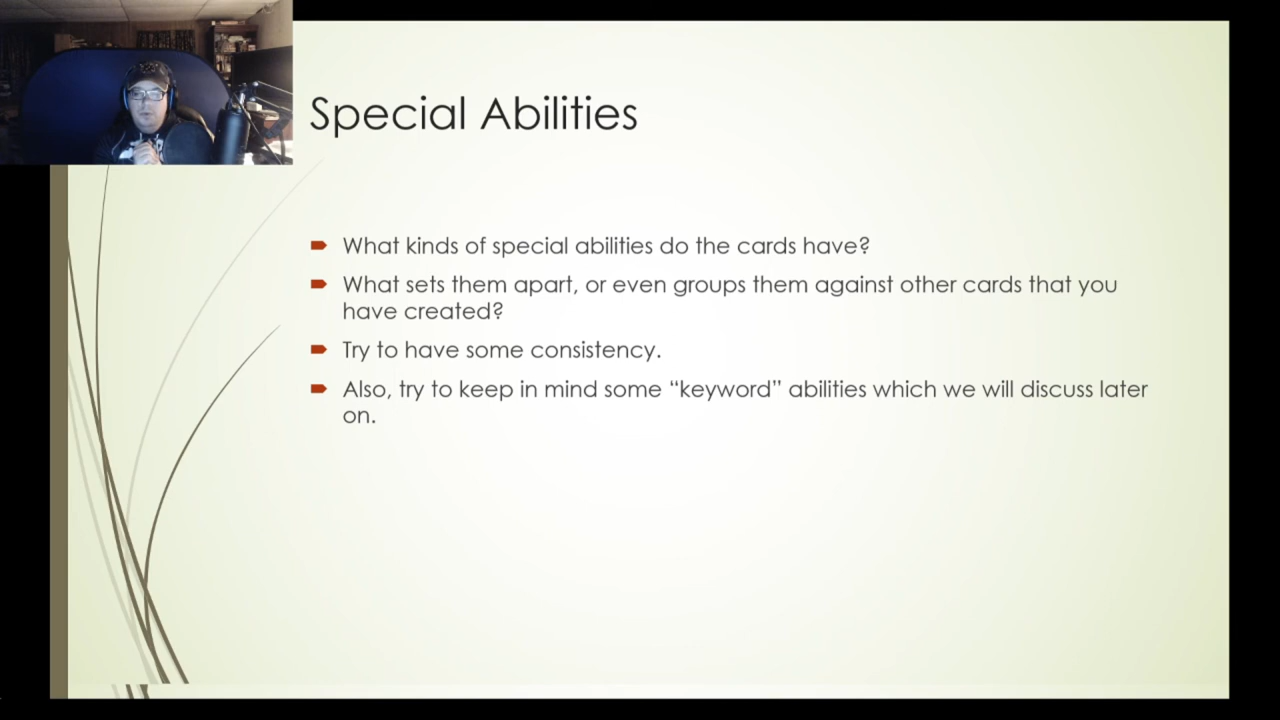 Special Abilities
What kinds of special abilities do the cards have?
What sets them apart, or even groups them against other cards that you
have created?
Try to have some consistency.
Also, try to keep in mind some “keyword” abilities which we will discuss later
on.